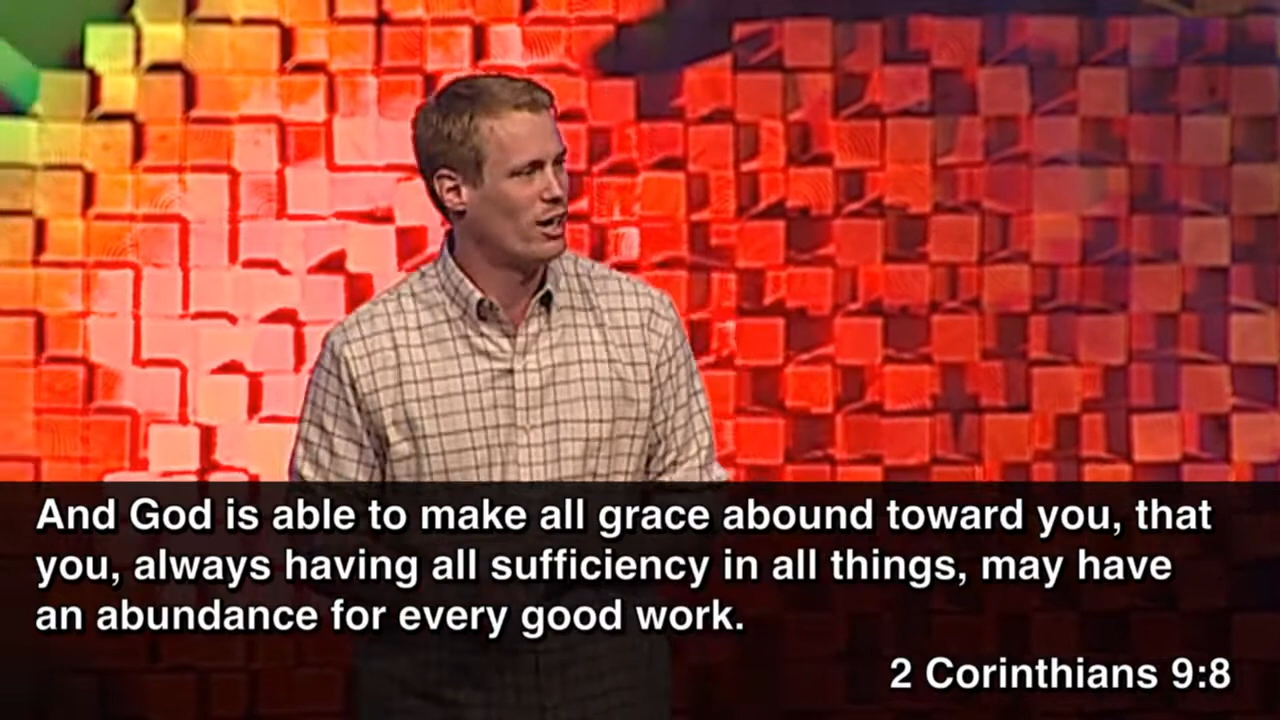 And God is able to make all grace abound toward you, that
you, always having all sufficiency in all things, may have
an abundance for every good work.
2 Corinthians 9:8